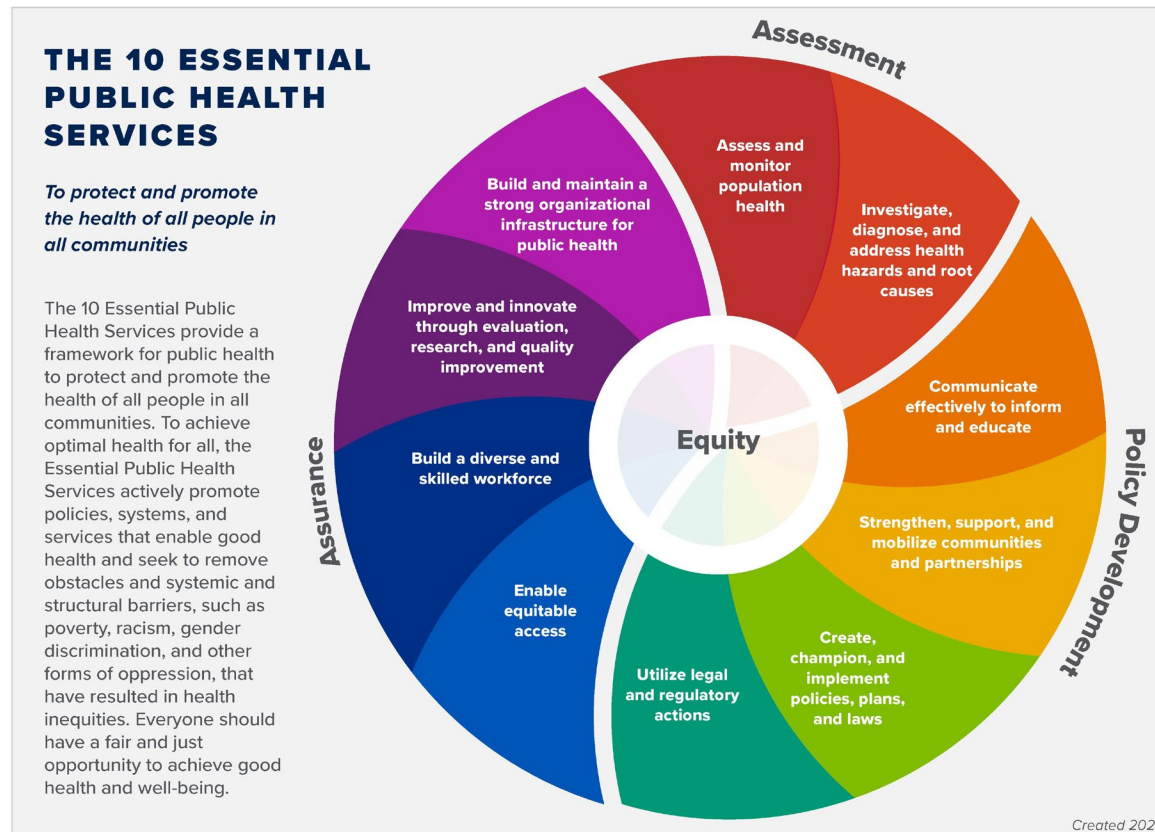 THE 10 ESSENTIAL
PUBLIC HEALTH
SERVICES
To protect and promote
the health of all people in
all communities
The 10 Essential Public
Health Services provide a
framework for public health
to protect and promote the
health of all people in all
communities. To achieve
optimal health for all, the
Essential Public Health
Services actively promote
policies, systems, and
services that enable good
health and seek to remove
obstacles and systemic and
structural barriers, such as
poverty, racism, gender
discrimination, and other
forms of oppression, that
have resulted in health
inequities. Everyone should
have a fair and just
opportunity to achieve good
health and well-being.
Assessment
Assess and
monitor
population
health
Investigate,
diagnose, and
address health
hazards and root
causes
Policy Development
Communicate
effectively to inform
and educate
Strengthen, support, and
mobilize communities
and partnerships
Create,
champion, and
implement
policies, plans,
and laws
Utilize legal
and regulatory
actions
Assurance
Enable
equitable
access
Build a diverse and
skilled workforce
Improve and innovate
through evaluation,
research, and quality
improvement
Build and maintain a
strong organizational
infrastructure for
public health
Equity
Created 202